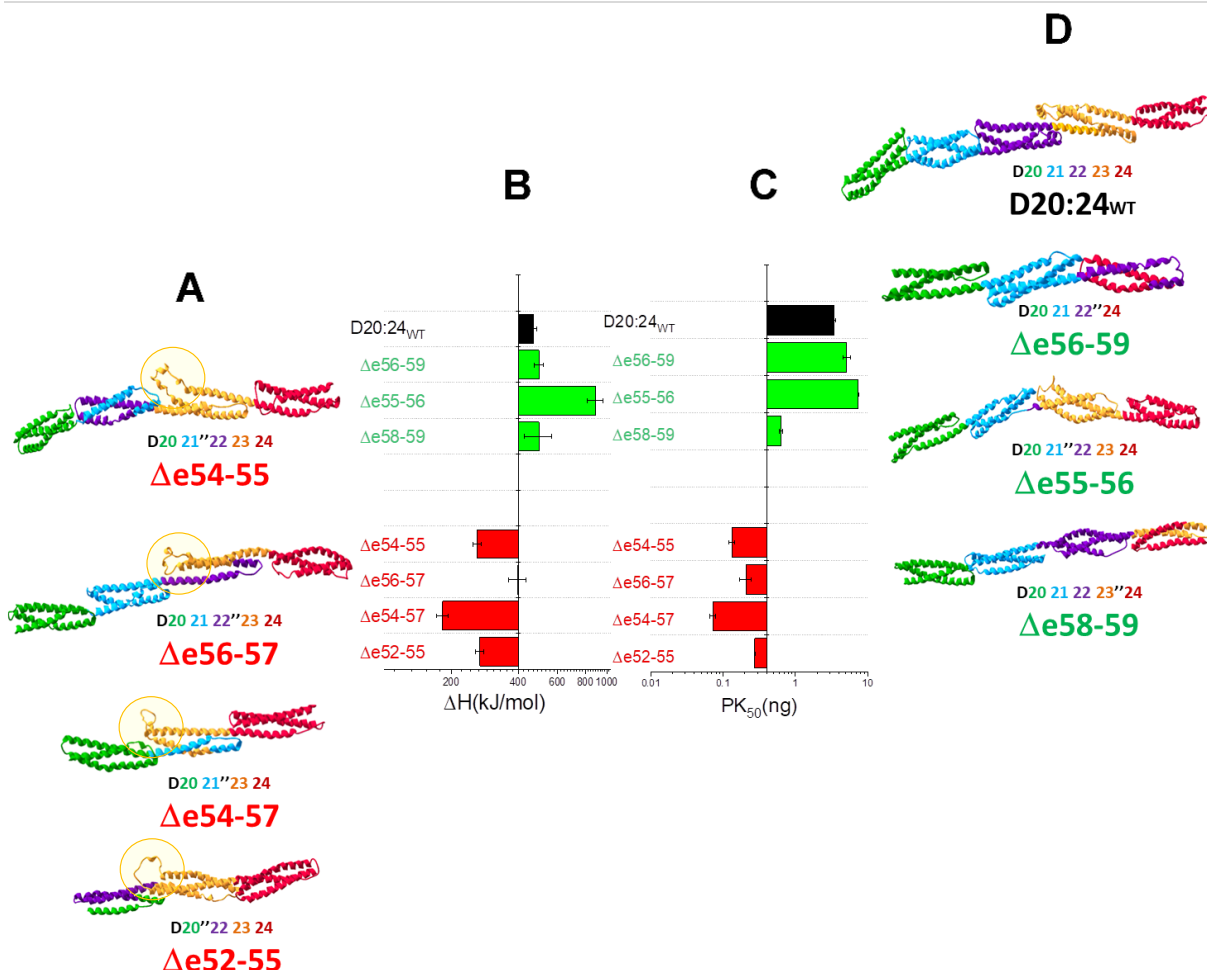 A
D20 21’’22 23 24
Δe54-55
D20 21 22’’23 24
Δe56-57
D20 21’’23 24
Δe54-57
D20’’22 23 24
Δe52-55
B
D20:24WT
Δe56-59
Δe55-56
Δe58-59
Δe54-55
Δe56-57
Δe54-57
Δe52-55
200 400 600 800 1000
ΔH(kJ/mol)
C
D20:24WT
Δe56-59
Δe55-56
Δe58-59
Δe54-55
Δe56-57
Δe54-57
Δe52-55
0.01 0.1 1 10
PK50(ng)
D
D20 21 22 23 24
D20:24WT
D20 21 22’’24
Δe56-59
D20 21’’22 23 24
Δe55-56
D20 21 22 23’’24
Δe58-59